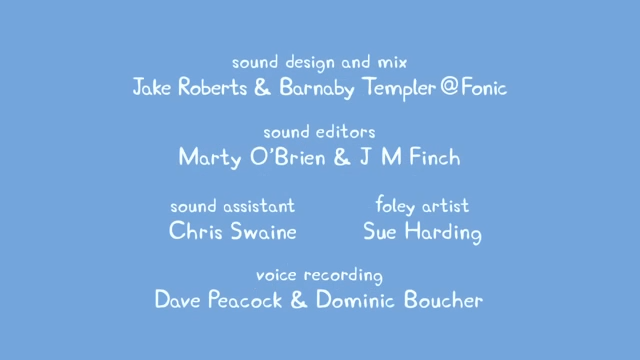 sound design and mix
Jake Roberts & Barnaby Templer@Fonic
sound editors
Marty O'Brien & J M Finch
sound assistant
Chris Swaine
foley artist
Sue Harding
voice recording
Dave Peacock & Dominic Boucher